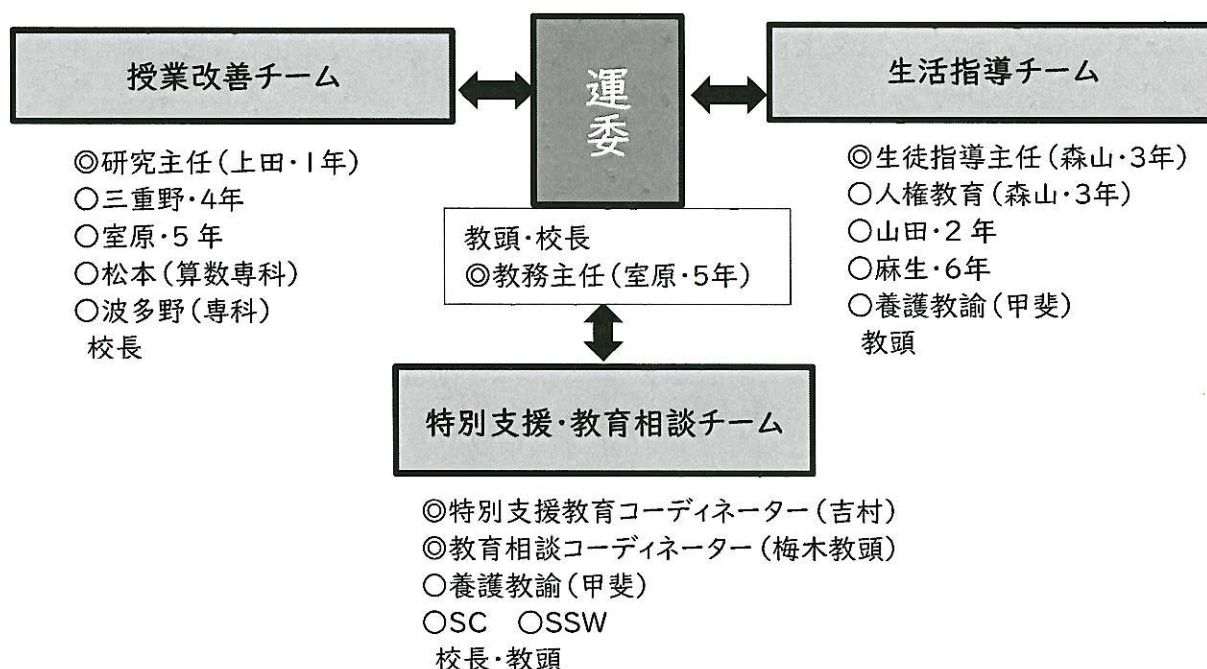 授業改善チーム
◎研究主任(上田・1年)
○三重野・4年
○室原・5年
○松本(算数専科)
○波多野(専科)
校長
運委
教頭・校長
◎教務主任(室原・5年)
生活指導チーム
◎生徒指導主任(森山・3年)
○人権教育(森山・3年)
○山田・2年
○麻生・6年
○養護教諭(甲斐)
教頭
特別支援・教育相談チーム
◎特別支援教育コーディネーター(吉村)
◎教育相談コーディネーター(梅木教頭)
○養護教諭(甲斐)
○SC ○SSW
校長・教頭